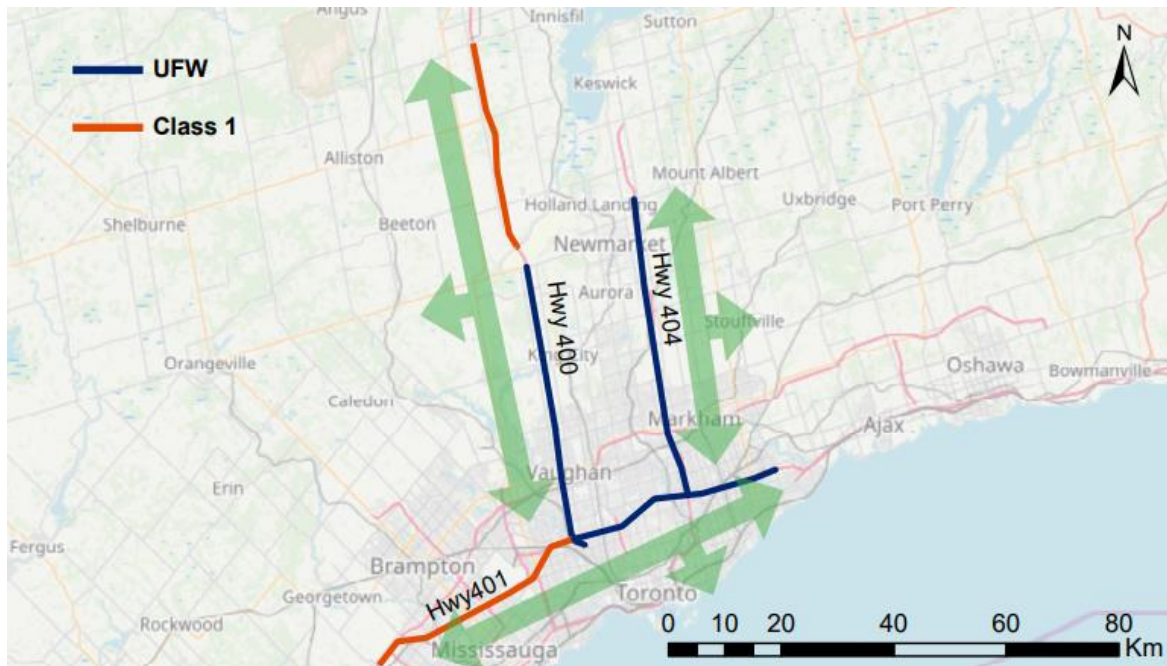 Angus
Innisfil
Sutton
N
UFW
Keswick
Class 1
Alliston
Mount Albert
Shelburne
Beeton
Holland Landing
Uxbridge
Port Perry
Newmarket
Hwy 400
Aurora
Hwy 404
Stouffville
Orangeville
King City
Oshawa
Bowmanville
Caledon
Markham
Ajax
Vaughan
Erin
Fergus
Brampton
Hwy401
Georgetown
Toronto
Rockwood
Mississauga
0 10 20 40 60 80
Km